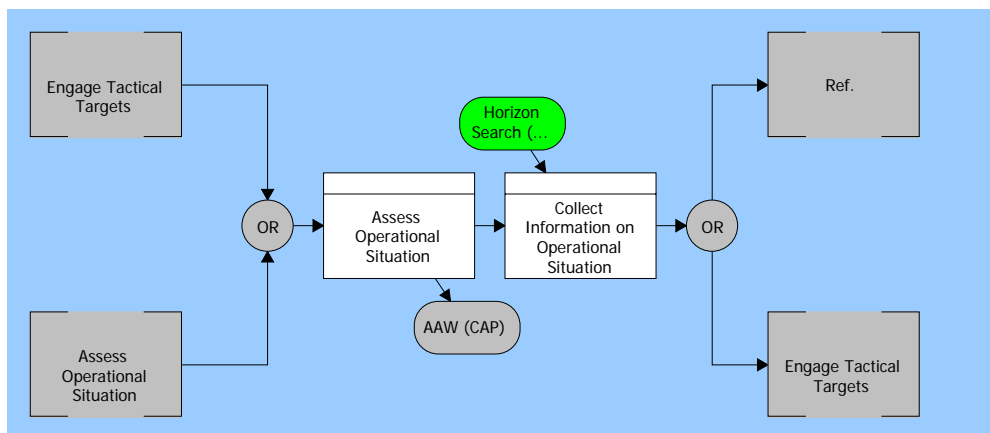 Engage Tactical
Targets
Ref.
Horizon
Search (...
OR
Assess
Operational
Situation
Collect
Information on
Operational
Situation
OR
AAW (CAP)
Assess
Operational
Situation
Engage Tactical
Targets